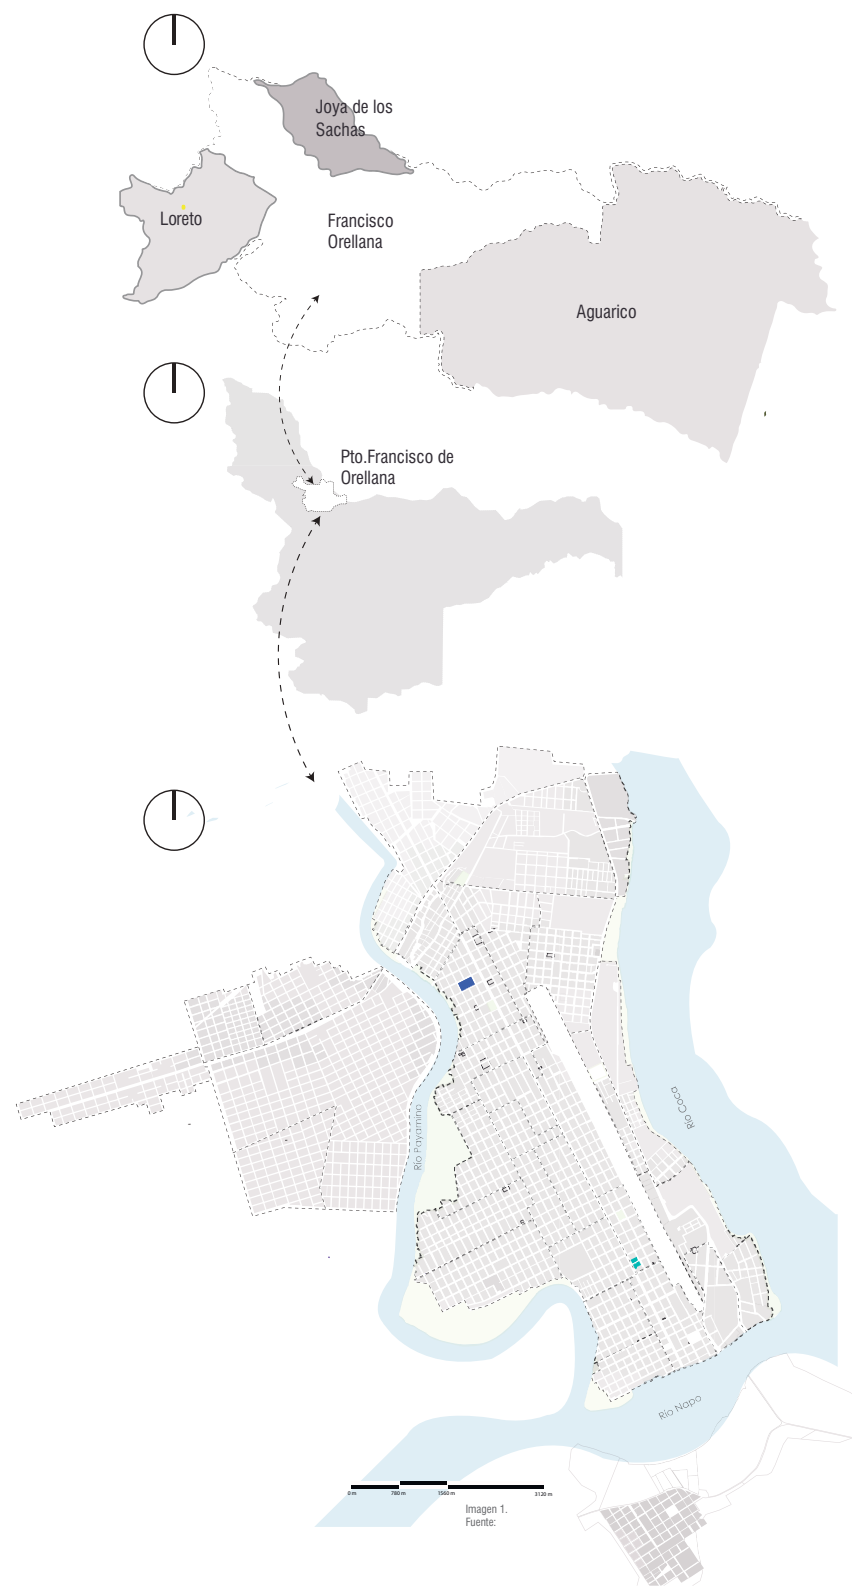 Joya de los
Sachas
Loreto
Francisco
Orellana
Aguarico
Pto.Francisco de
Orellana
Río Coca
Río Payamino
Río Napo
0 m 780 m 1560 m 3120 m
Imagen 1.
Fuente: